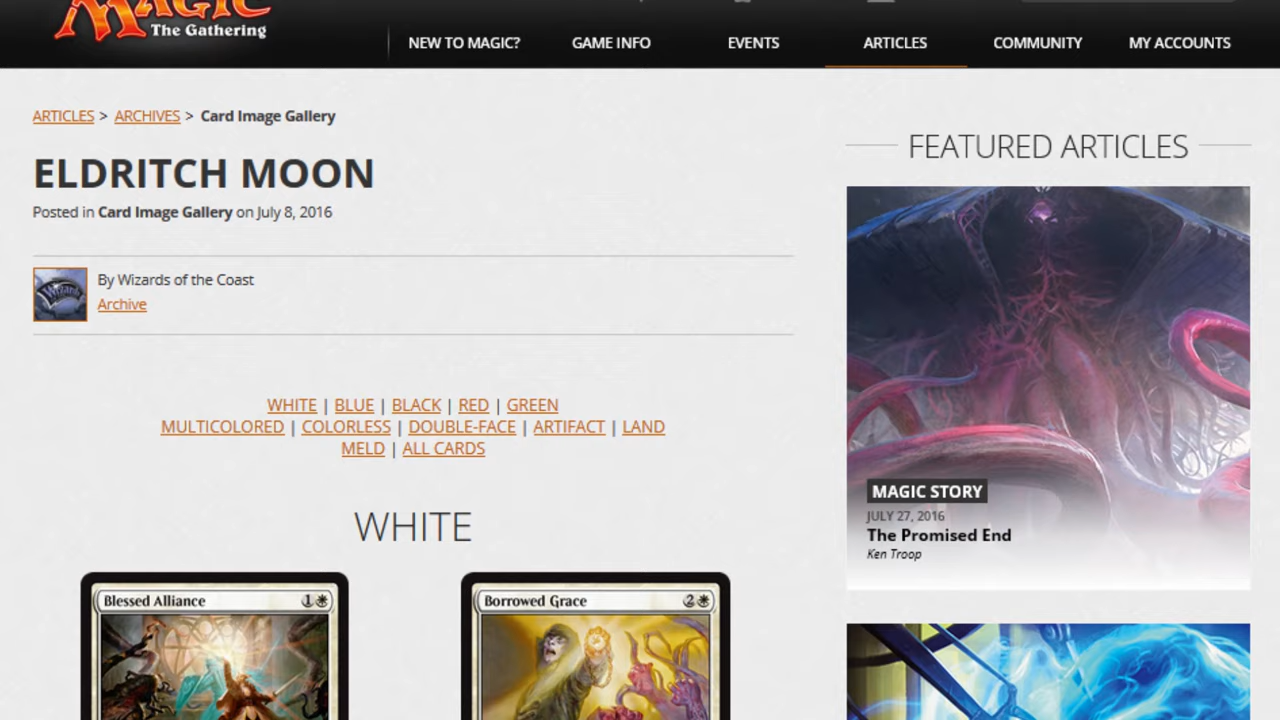 MAGIC
The Gathering
NEW TO MAGIC? GAME INFO EVENTS ARTICLES COMMUNITY MY ACCOUNTS
ARTICLES > ARCHIVES > Card Image Gallery
ELDRITCH MOON
Posted in Card Image Gallery on July 8, 2016
Wizards
By Wizards of the Coast
Archive
WHITE | BLUE | BLACK | RED | GREEN
MULTICOLORED | COLORLESS | DOUBLE-FACE | ARTIFACT | LAND
MELD | ALL CARDS
WHITE
Blessed Alliance 1
Borrowed Grace 2
FEATURED ARTICLES
MAGIC STORY
JULY 27, 2016
The Promised End
Ken Troop